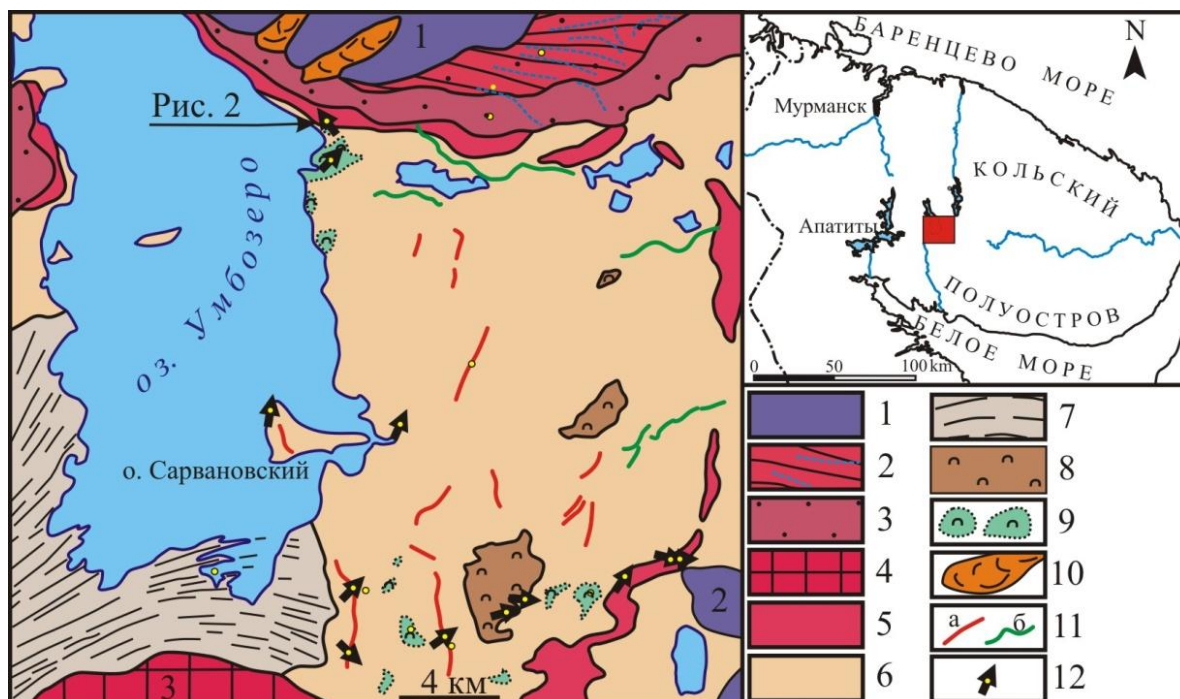 1
Рис. 2
оз. Умбозеро
о. Сарвановский
2
3
4 км
N
БАРЕНЦЕВО МОРЕ
Мурманск
КОЛЬСКИЙ
Апатиты
ПОЛУОСТРОВ
БЕЛОЕ МОРЕ
0 50 100 km
1 7
2 8
3 9
4 10
5 а б 11
6 12